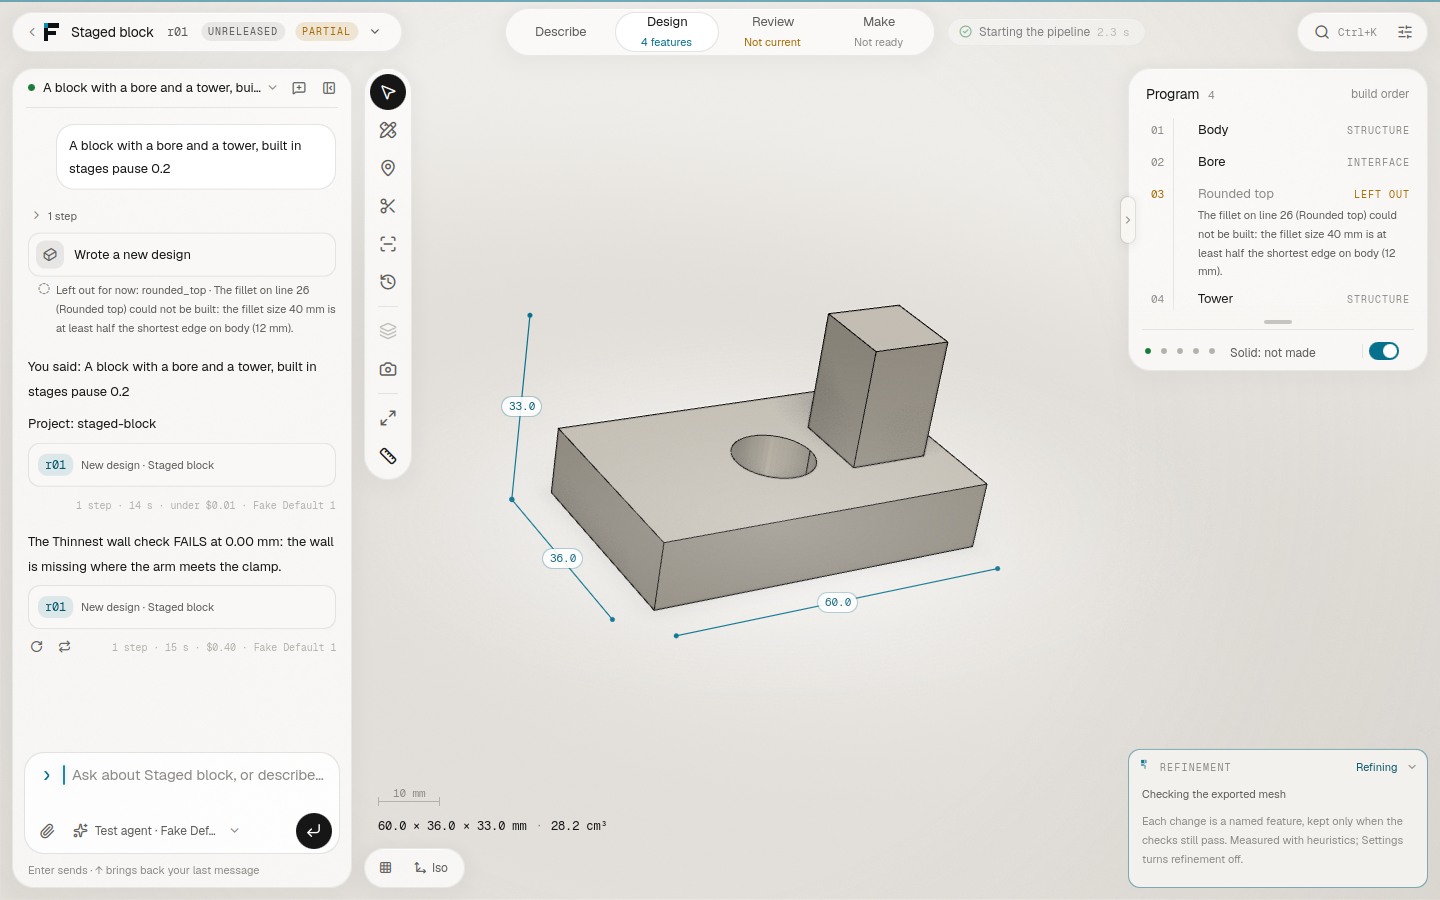 Staged block r01 UNRELEASED PARTIAL
Describe
Design
4 features
Review
Not current
Make
Not ready
Starting the pipeline 2.3 s
Ctrl+K
A block with a bore and a tower, bui...
A block with a bore and a tower, built in
stages pause 0.2
1 step
Wrote a new design
Left out for now: rounded_top · The fillet on line 26
(Rounded top) could not be built: the fillet size 40 mm is
at least half the shortest edge on body (12 mm).
You said: A block with a bore and a tower, built in
stages pause 0.2
Project: staged-block
r01 New design · Staged block
1 step · 14 s · under $0.01 · Fake Default 1
The Thinnest wall check FAILS at 0.00 mm: the wall
is missing where the arm meets the clamp.
r01 New design · Staged block
1 step · 15 s · $0.40 · Fake Default 1
Ask about Staged block, or describe...
Test agent · Fake Def...
Enter sends · ↑ brings back your last message
33.0
36.0
60.0
10 mm
60.0 × 36.0 × 33.0 mm · 28.2 cm³
Iso
Program 4 build order
01 Body STRUCTURE
02 Bore INTERFACE
03 Rounded top LEFT OUT
The fillet on line 26 (Rounded top) could
not be built: the fillet size 40 mm is at
least half the shortest edge on body (12
mm).
04 Tower STRUCTURE
Solid: not made
REFINEMENT Refining
Checking the exported mesh
Each change is a named feature, kept only when the
checks still pass. Measured with heuristics; Settings
turns refinement off.